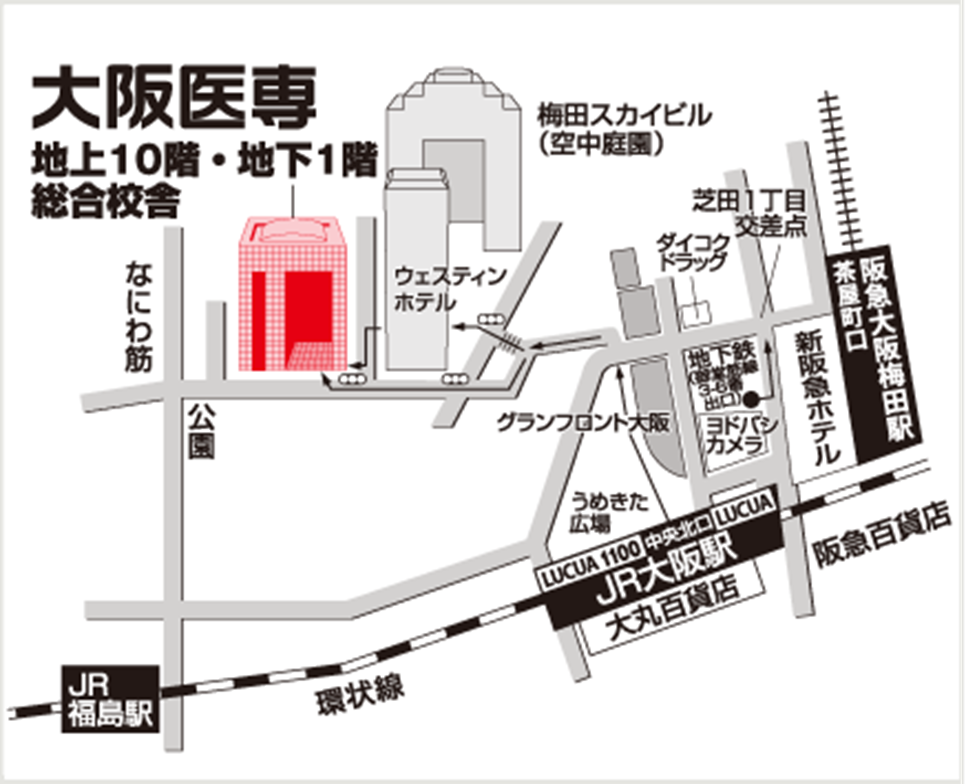 大阪医専
地上10階・地下1階
総合校舎
梅田スカイビル
(空中庭園)
芝田1丁目
交差点
ダイコク
ドラッグ
なにわ筋
ウェスティン
ホテル
阪急大阪梅田駅
茶屋町口
新阪急ホテル
地下鉄
(御堂筋線
3-6番
出口)
ヨドバシ
カメラ
公園
グランフロント大阪
うめきた
広場
LUCUA 1100
中央北口
LUCUA
JR大阪駅
大丸百貨店
阪急百貨店
環状線
JR
福島駅